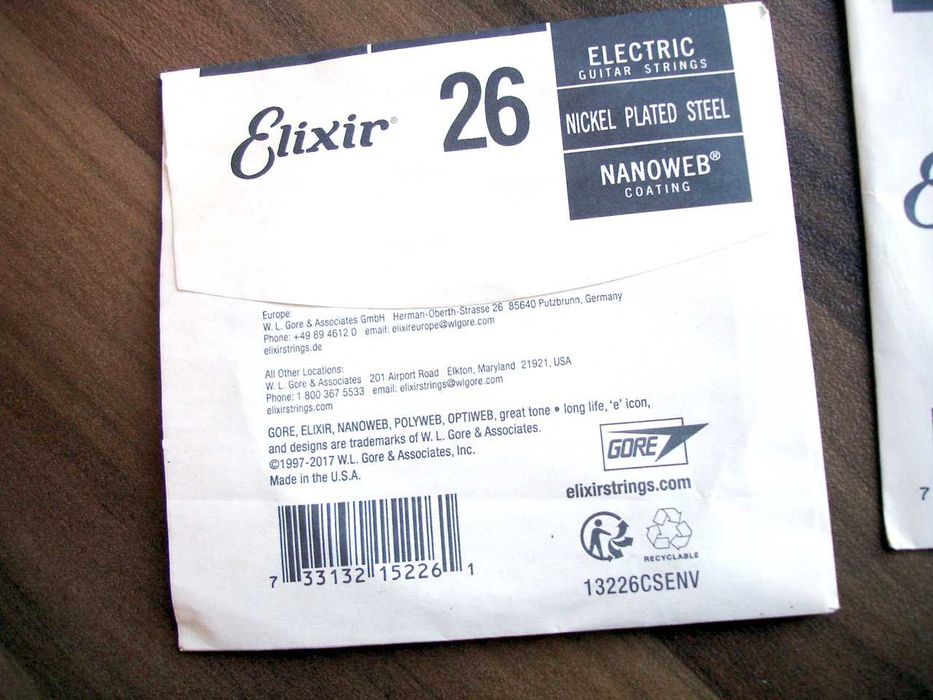 Elixir®
26
ELECTRIC
GUITAR STRINGS
NICKEL PLATED STEEL
NANOWEB®
COATING
Europe:
W. L. Gore & Associates GmbH Herman-Oberth-Strasse 26 85640 Putzbrunn, Germany
Phone: +49 89 4612 0 email: elixireurope@wlgore.com
elixirstrings.de
All Other Locations:
W. L. Gore & Associates 201 Airport Road Elkton, Maryland 21921, USA
Phone: 1 800 367 5533 email: elixirstrings@wlgore.com
elixirstrings.com
GORE, ELIXIR, NANOWEB, POLYWEB, OPTIWEB, great tone • long life, ‘e’ icon,
and designs are trademarks of W. L. Gore & Associates.
©1997-2017 W.L. Gore & Associates, Inc.
Made in the U.S.A.
GORE
elixirstrings.com
RECYCLABLE
7 33132 15226 1
13226CSENV
7